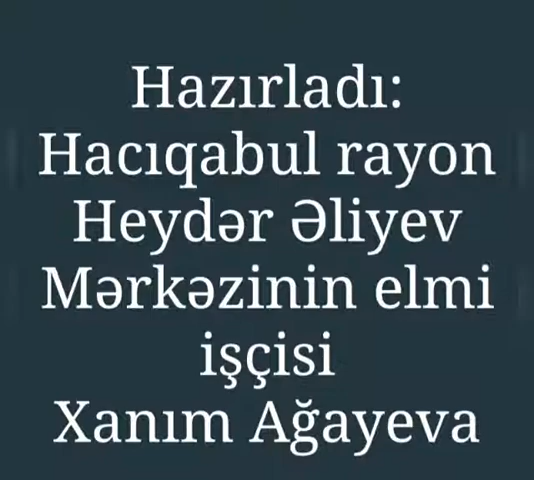 Hazırladı:
Hacıqabul rayon
Heydər Əliyev
Mərkəzinin elmi
işçisi
Xanım Ağayeva